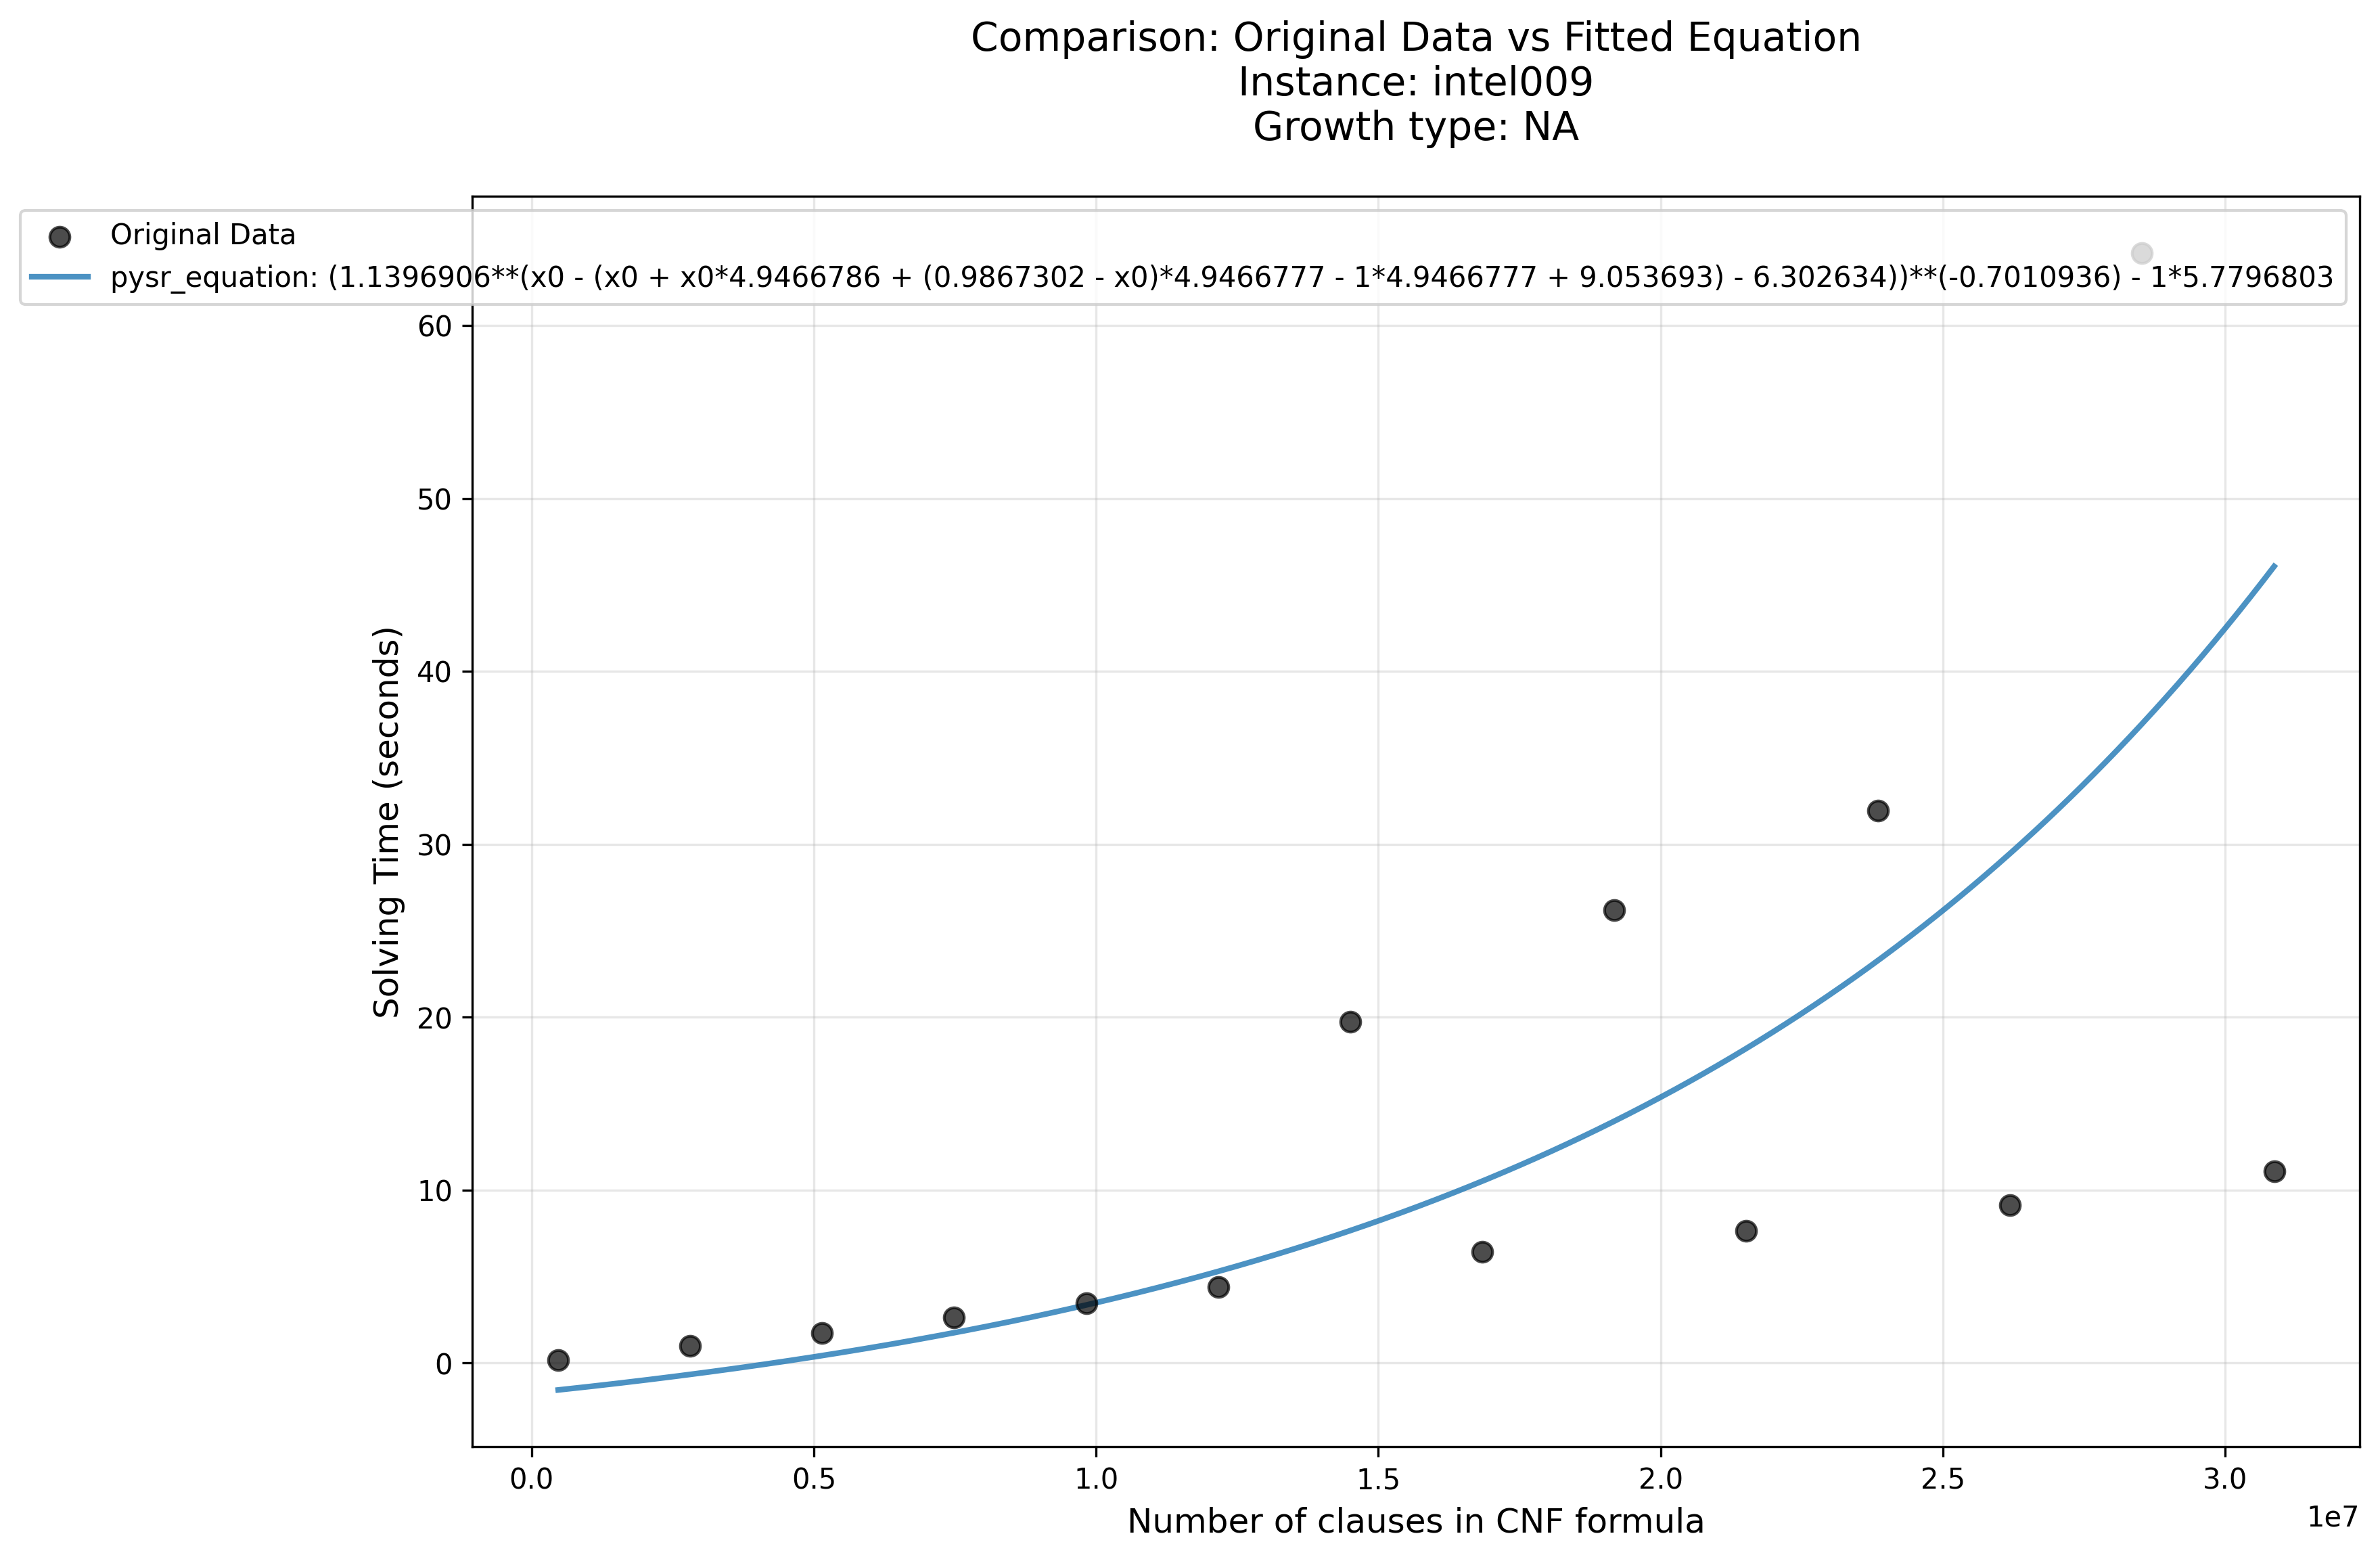 Comparison: Original Data vs Fitted Equation
Instance: intel009
Growth type: NA
Original Data
pysr_equation: (1.1396906**(x0 - (x0 + x0*4.9466786 + (0.9867302 - x0)*4.9466777 - 1*4.9466777 + 9.053693) - 6.302634))**(-0.7010936) - 1*5.7796803
60
50
40
30
20
10
0
Solving Time (seconds)
0.0 0.5 1.0 1.5 2.0 2.5 3.0
1e7
Number of clauses in CNF formula